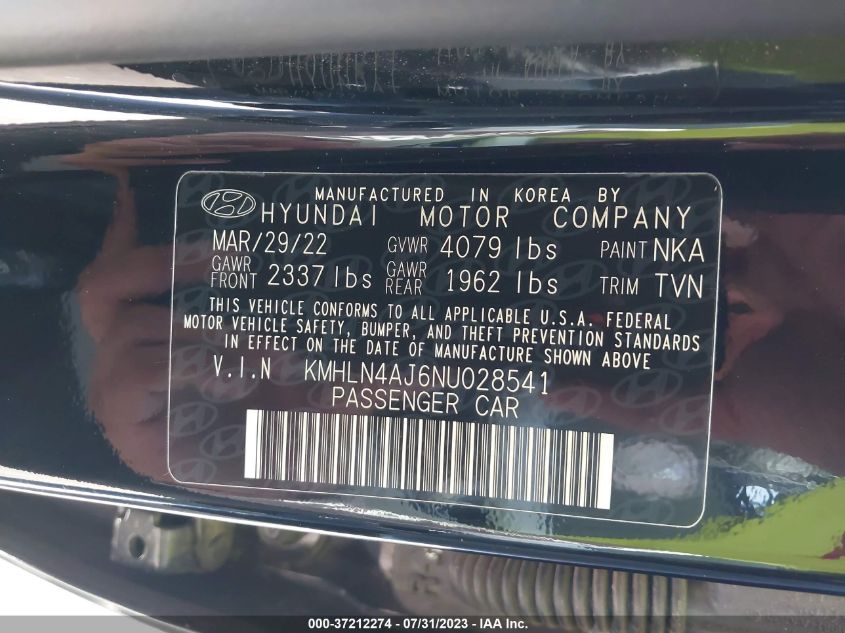 MANUFACTURED IN KOREA BY
HYUNDAI MOTOR COMPANY
MAR/29/22 GVWR 4079 lbs PAINT NKA
GAWR FRONT 2337 lbs GAWR REAR 1962 lbs TRIM TVN
THIS VEHICLE CONFORMS TO ALL APPLICABLE U.S.A. FEDERAL
MOTOR VEHICLE SAFETY, BUMPER, AND THEFT PREVENTION STANDARDS
IN EFFECT ON THE DATE OF MANUFACTURE SHOWN ABOVE
V.I.N KMHLN4AJ6NU028541
PASSENGER CAR
000-37212274 - 07/31/2023 - IAA Inc.